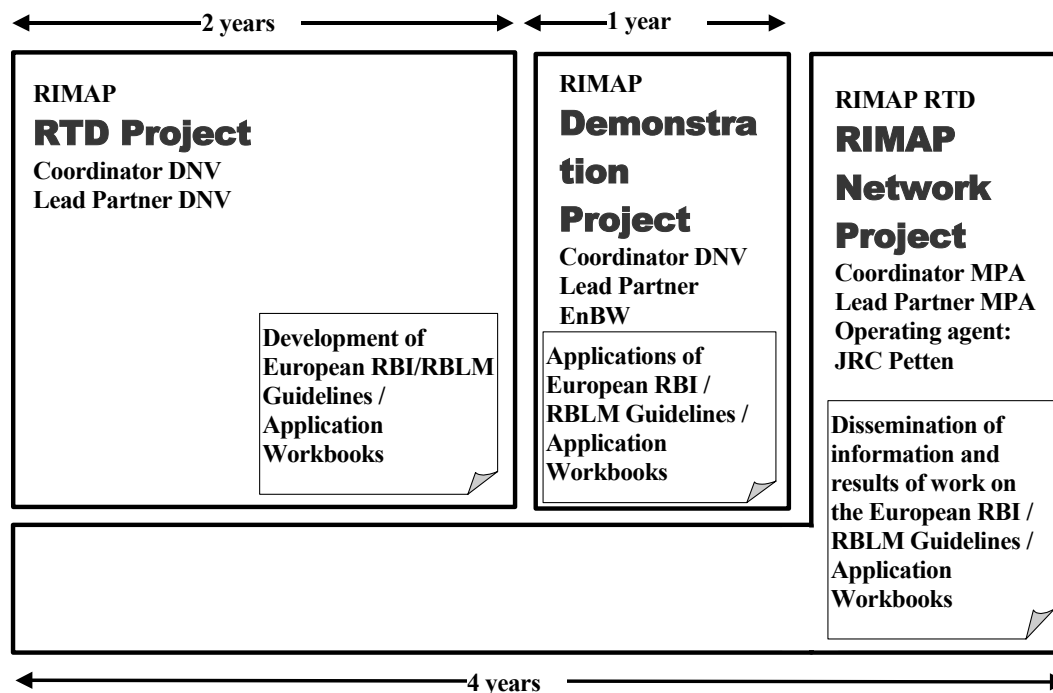 2 years
1 year
RIMAP
RTD Project
Coordinator DNV
Lead Partner DNV
Development of
European RBI/RBLM
Guidelines /
Application
Workbooks
RIMAP
Demonstra
tion
Project
Coordinator DNV
Lead Partner
EnBW
Applications of
European RBI /
RBLM Guidelines /
Application
Workbooks
RIMAP RTD
RIMAP
Network
Project
Coordinator MPA
Lead Partner MPA
Operating agent:
JRC Petten
Dissemination of
information and
results of work on
the European RBI /
RBLM Guidelines /
Application
Workbooks
4 years